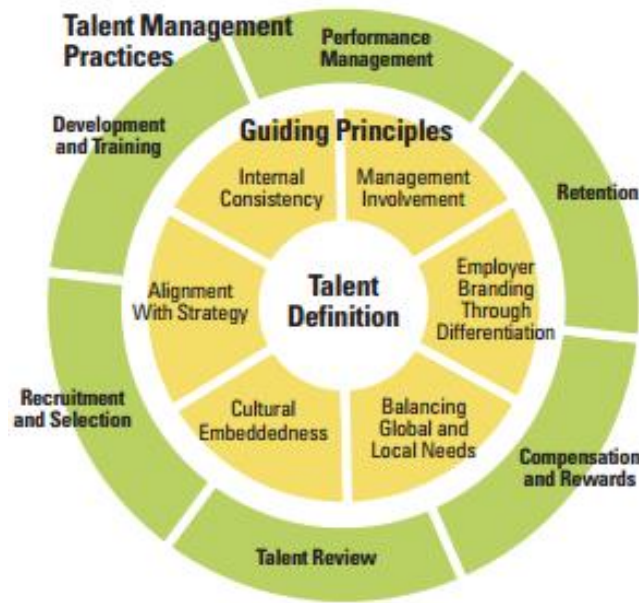 Talent Management
Practices
Performance
Management
Development
and Training
Guiding Principles
Internal
Consistency
Management
Involvement
Retention
Alignment
With Strategy
Talent
Definition
Employer
Branding
Through
Differentiation
Recruitment
and Selection
Cultural
Embeddedness
Balancing
Global and
Local Needs
Compensation
and Rewards
Talent Review